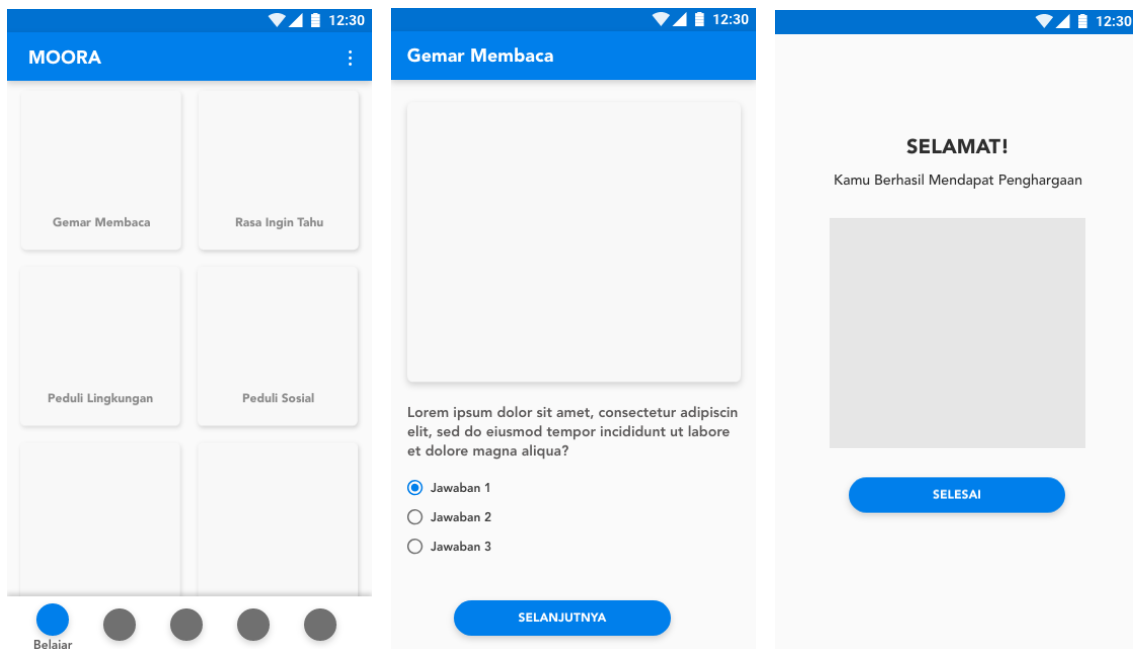 12:30
MOORA
Gemar Membaca
Rasa Ingin Tahu
Peduli Lingkungan
Peduli Sosial
Belajar
12:30
Gemar Membaca
Lorem ipsum dolor sit amet, consectetur adipiscin
elit, sed do eiusmod tempor incididunt ut labore
et dolore magna aliqua?
Jawaban 1
Jawaban 2
Jawaban 3
SELANJUTNYA
12:30
SELAMAT!
Kamu Berhasil Mendapat Penghargaan
SELESAI